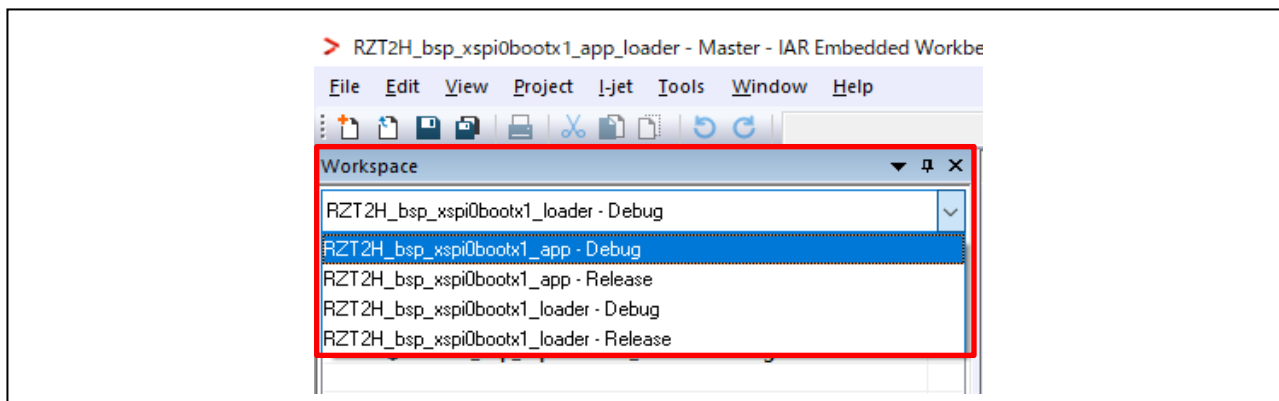 RZT2H_bsp_xspi0bootx1_app_loader - Master - IAR Embedded Workbe
File Edit View Project I-jet Tools Window Help
Workspace
RZT2H_bsp_xspi0bootx1_loader - Debug
RZT2H_bsp_xspi0bootx1_app - Debug
RZT2H_bsp_xspi0bootx1_app - Release
RZT2H_bsp_xspi0bootx1_loader - Debug
RZT2H_bsp_xspi0bootx1_loader - Release